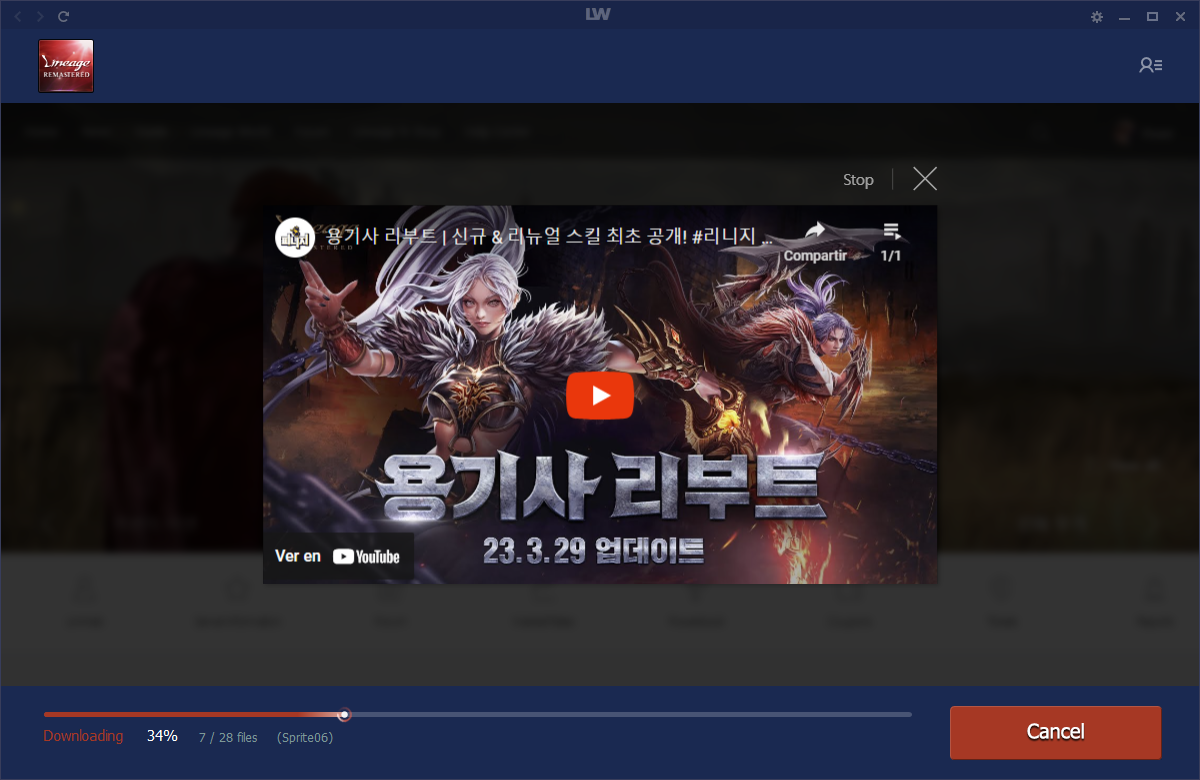 LW
Lineage
REMASTERED
Stop
용기사 리부트 | 신규 & 리뉴얼 스킬 최초 공개! #리니지 ...
Compartir
1/1
용기사 리부트
23.3.29 업데이트
Ver en YouTube
Downloading 34% 7 / 28 files (Sprite06)
Cancel